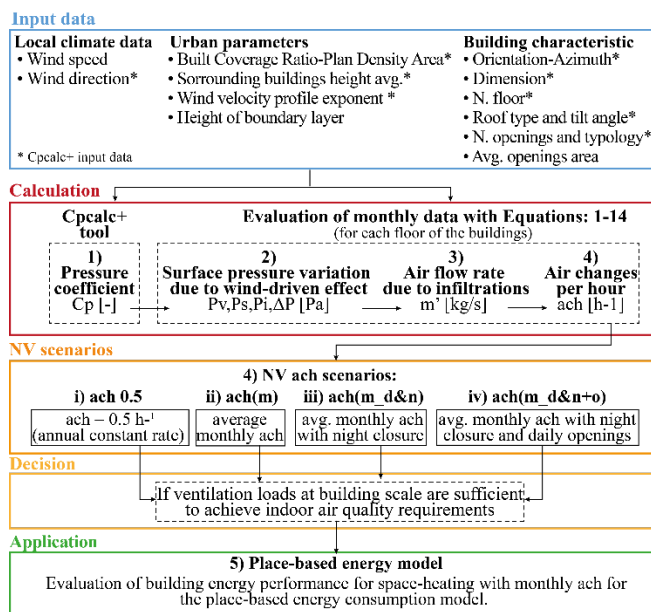 Input data
Local climate data
• Wind speed
• Wind direction*
* Cpcalc+ input data
Urban parameters
• Built Coverage Ratio-Plan Density Area*
• Sorrounding buildings height avg.*
• Wind velocity profile exponent *
• Height of boundary layer
Building characteristic
• Orientation-Azimuth*
• Dimension*
• N. floor*
• Roof type and tilt angle*
• N. openings and typology*
• Avg. openings area
Calculation
Cpcalc+
tool
Evaluation of monthly data with Equations: 1-14
(for each floor of the buildings)
1)
Pressure
coefficient
Cp [-]
2)
Surface pressure variation
due to wind-driven effect
Pv,Ps,Pi,ΔP [Pa]
3)
Air flow rate
due to infiltrations
m' [kg/s]
4)
Air changes
per hour
ach [h-1]
NV scenarios
4) NV ach scenarios:
i) ach 0.5
ach – 0.5 h-¹
(annual constant rate)
ii) ach(m)
average
monthly ach
iii) ach(m_d&n)
avg. monthly ach
with night closure
iv) ach(m_d&n+o)
avg. monthly ach with night
closure and daily openings
Decision
If ventilation loads at building scale are sufficient
to achieve indoor air quality requirements
Application
5) Place-based energy model
Evaluation of building energy performance for space-heating with monthly ach for
the place-based energy consumption model.